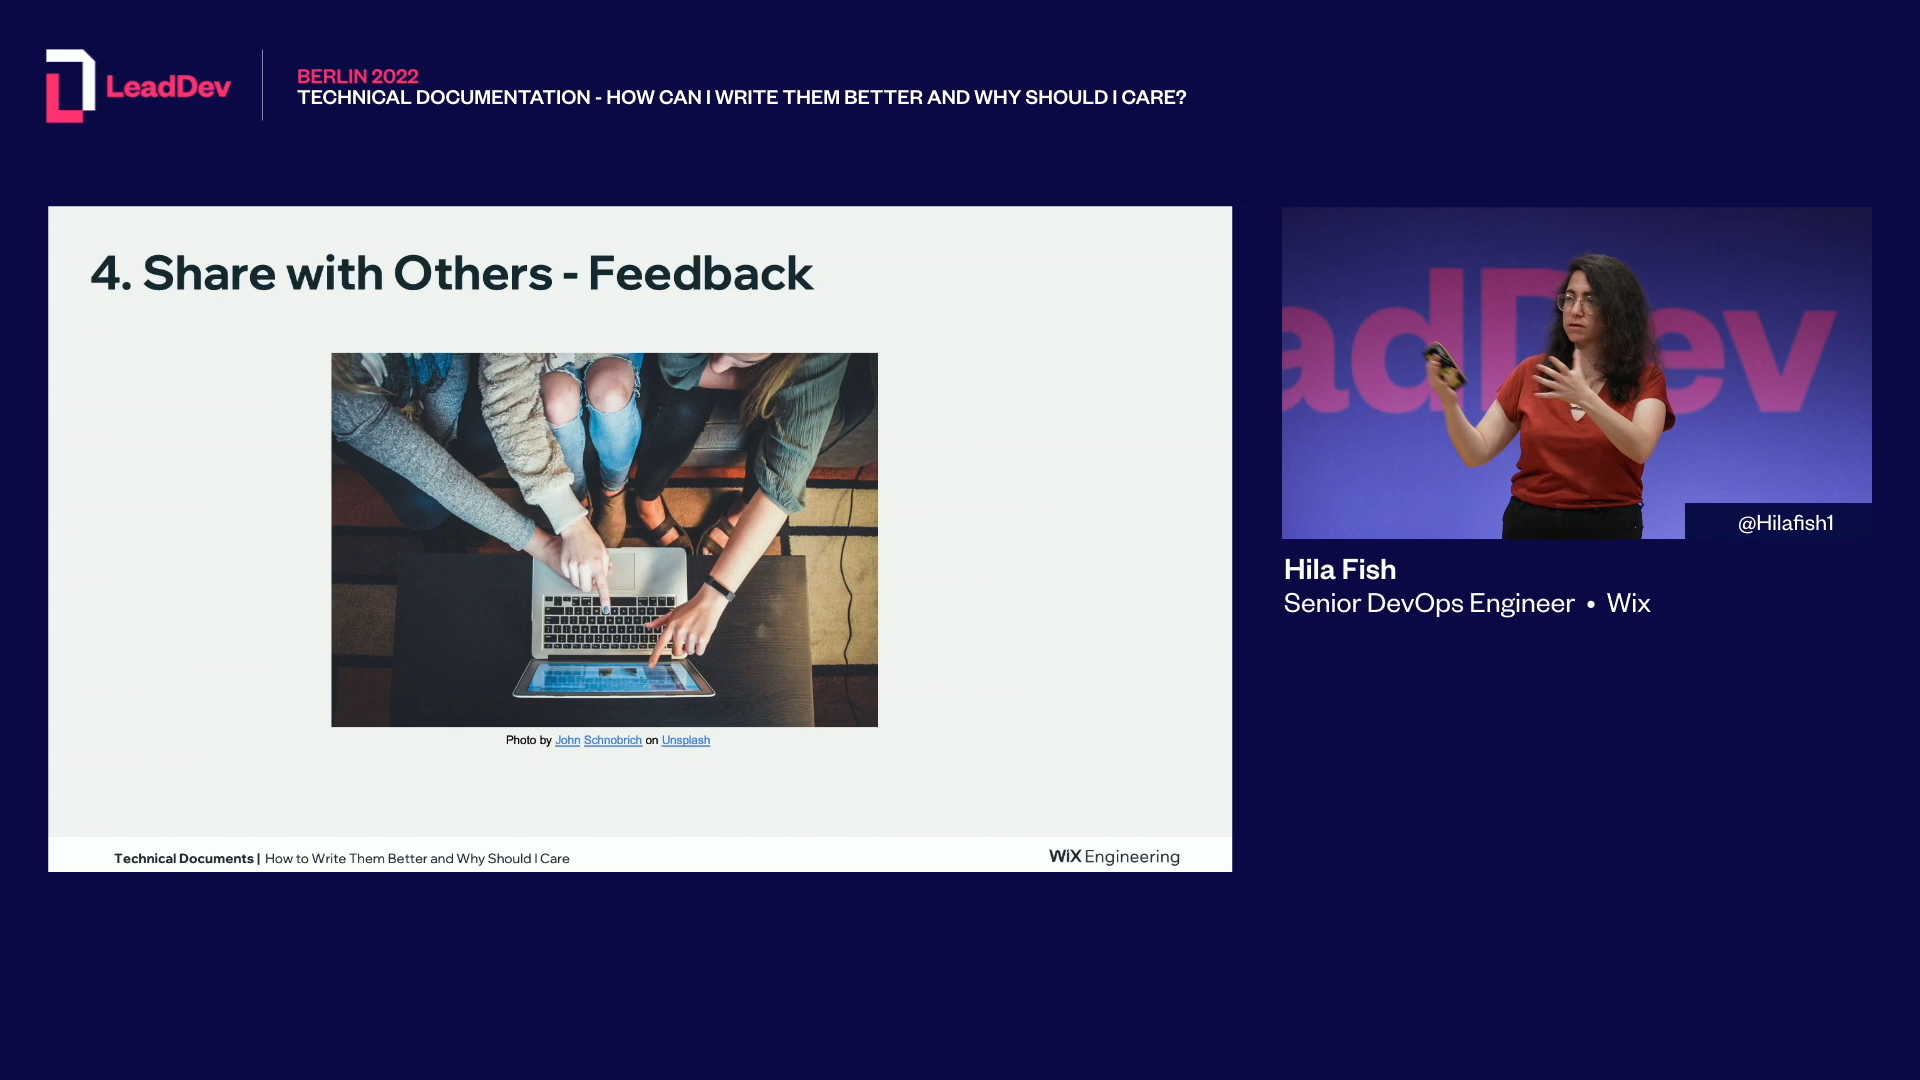 LeadDev
BERLIN 2022
TECHNICAL DOCUMENTATION - HOW CAN I WRITE THEM BETTER AND WHY SHOULD I CARE?
4. Share with Others - Feedback
Photo by John Schnobrich on Unsplash
Technical Documents | How to Write Them Better and Why Should I Care
WiX Engineering
adDev
@Hilafish1
Hila Fish
Senior DevOps Engineer • Wix